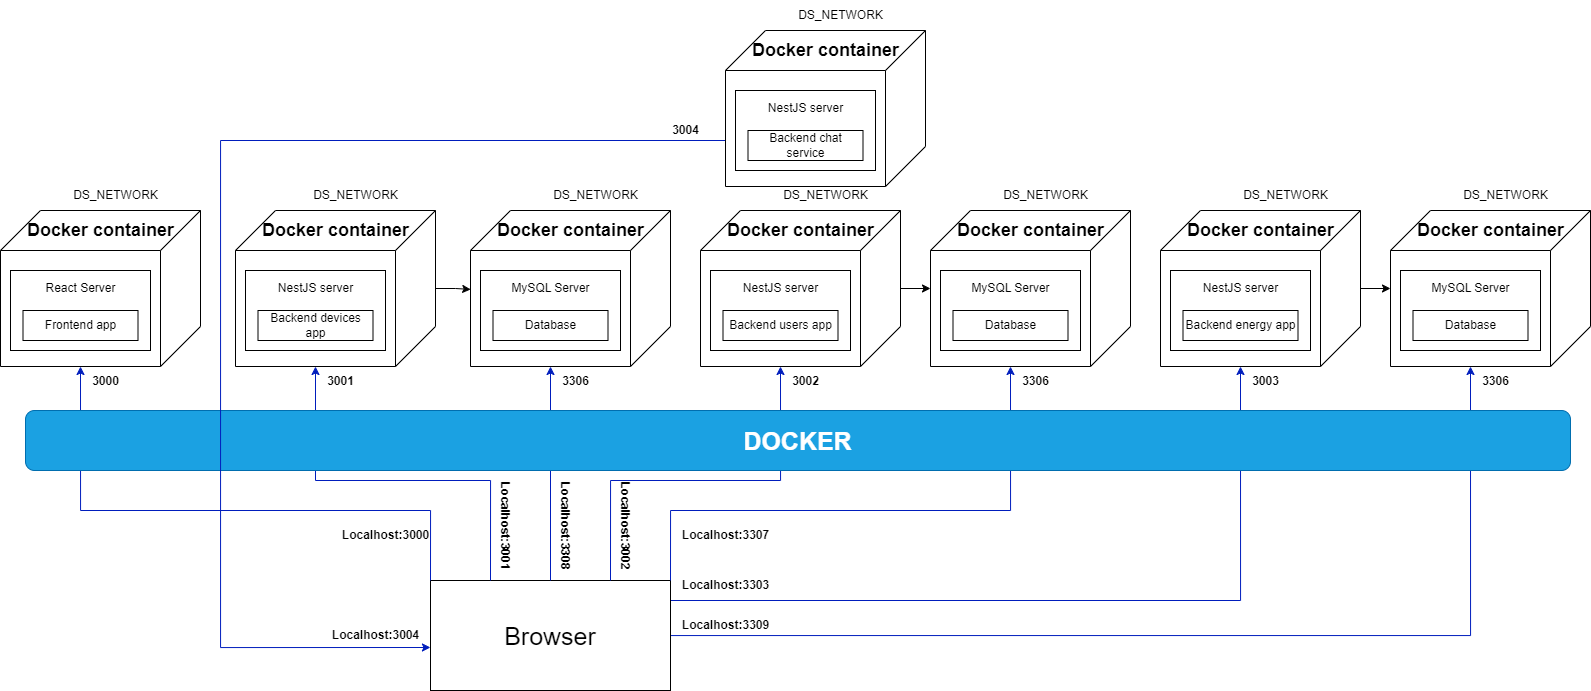 DS_NETWORK
Docker container
NestJS server
Backend chat
service
3004
DS_NETWORK
DS_NETWORK
DS_NETWORK
DS_NETWORK
DS_NETWORK
DS_NETWORK
DS_NETWORK
Docker container
Docker container
Docker container
Docker container
Docker container
Docker container
Docker container
React Server
NestJS server
MySQL Server
NestJS server
MySQL Server
NestJS server
MySQL Server
Frontend app
Backend devices
app
Database
Backend users app
Database
Backend energy app
Database
3000
3001
3306
3002
3306
3003
3306
DOCKER
Localhost:3000
Localhost:3001
Localhost:3308
Localhost:3002
Localhost:3307
Localhost:3303
Localhost:3309
Localhost:3004
Browser